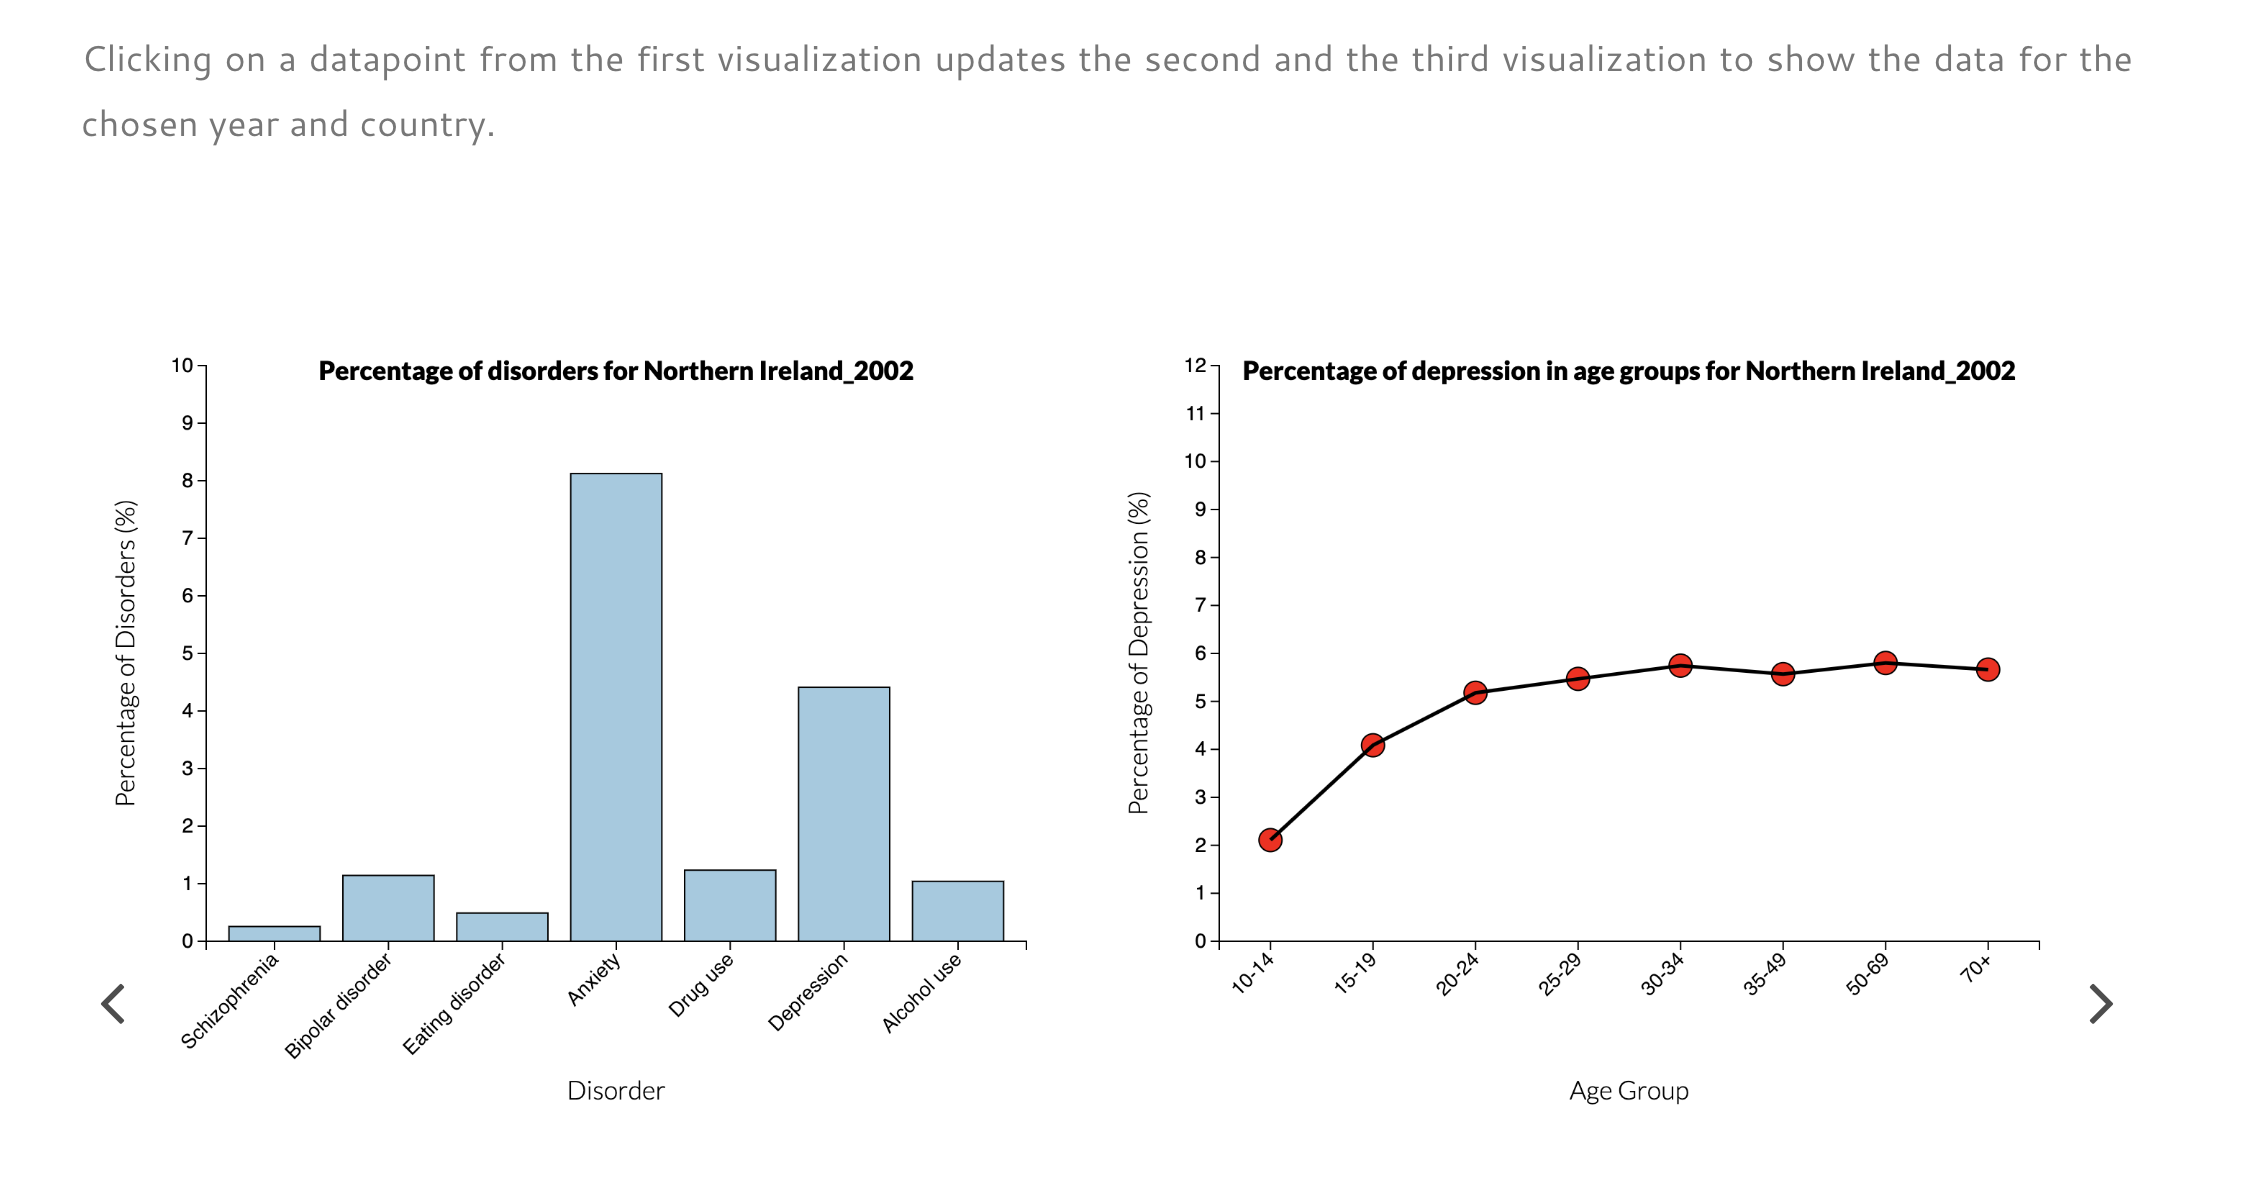 Clicking on a datapoint from the first visualization updates the second and the third visualization to show the data for the
chosen year and country.
Percentage of disorders for Northern Ireland_2002
10
9
8
7
6
5
4
3
2
1
0
Percentage of Disorders (%)
Schizophrenia
Bipolar disorder
Eating disorder
Anxiety
Drug use
Depression
Alcohol use
Disorder
Percentage of depression in age groups for Northern Ireland_2002
12
11
10
9
8
7
6
5
4
3
2
1
0
Percentage of Depression (%)
10-14
15-19
20-24
25-29
30-34
35-49
50-69
70+
Age Group